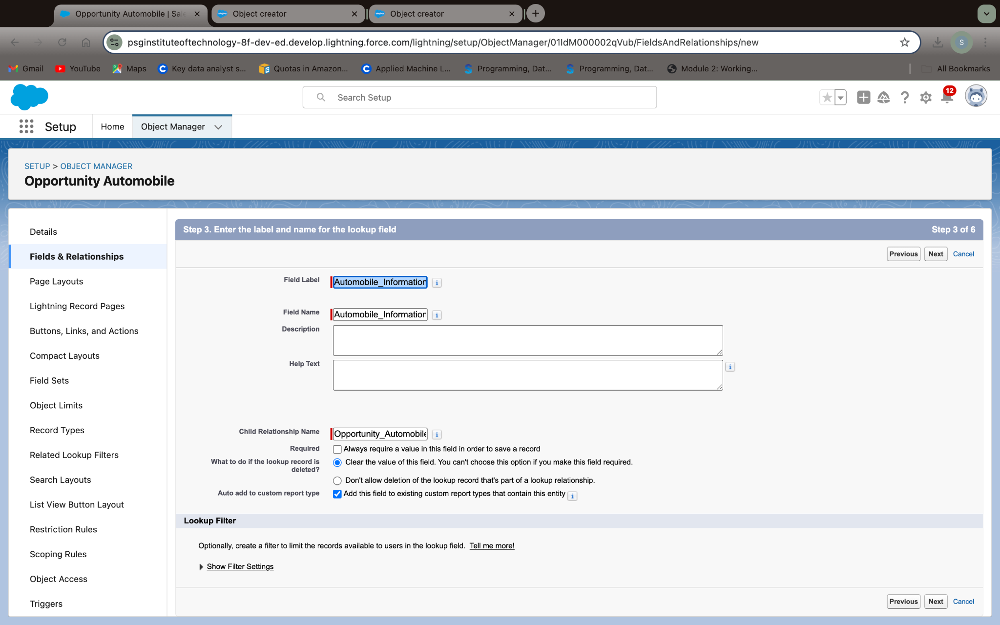 Opportunity Automobile | Sale
Object creator
Object creator
psginstituteoftechnology-8f-dev-ed.develop.lightning.force.com/lightning/setup/ObjectManager/01IdM000002qVub/FieldsAndRelationships/new
S
Gmail
YouTube
Maps
Key data analyst s...
Quotas in Amazon...
Applied Machine L...
Programming, Dat...
Programming, Dat...
Module 2: Working...
All Bookmarks
Search Setup
12
Setup
Home
Object Manager
SETUP > OBJECT MANAGER
Opportunity Automobile
Details
Fields & Relationships
Page Layouts
Lightning Record Pages
Buttons, Links, and Actions
Compact Layouts
Field Sets
Object Limits
Record Types
Related Lookup Filters
Search Layouts
List View Button Layout
Restriction Rules
Scoping Rules
Object Access
Triggers
Step 3. Enter the label and name for the lookup field
Step 3 of 6
Previous
Next
Cancel
Field Label
Automobile_Information
Field Name
Automobile_Information
Description
Help Text
Child Relationship Name
Opportunity_Automobile
Required
Always require a value in this field in order to save a record
What to do if the lookup record is deleted?
Clear the value of this field. You can't choose this option if you make this field required.
Don't allow deletion of the lookup record that's part of a lookup relationship.
Auto add to custom report type
Add this field to existing custom report types that contain this entity
Lookup Filter
Optionally, create a filter to limit the records available to users in the lookup field. Tell me more!
Show Filter Settings
Previous
Next
Cancel